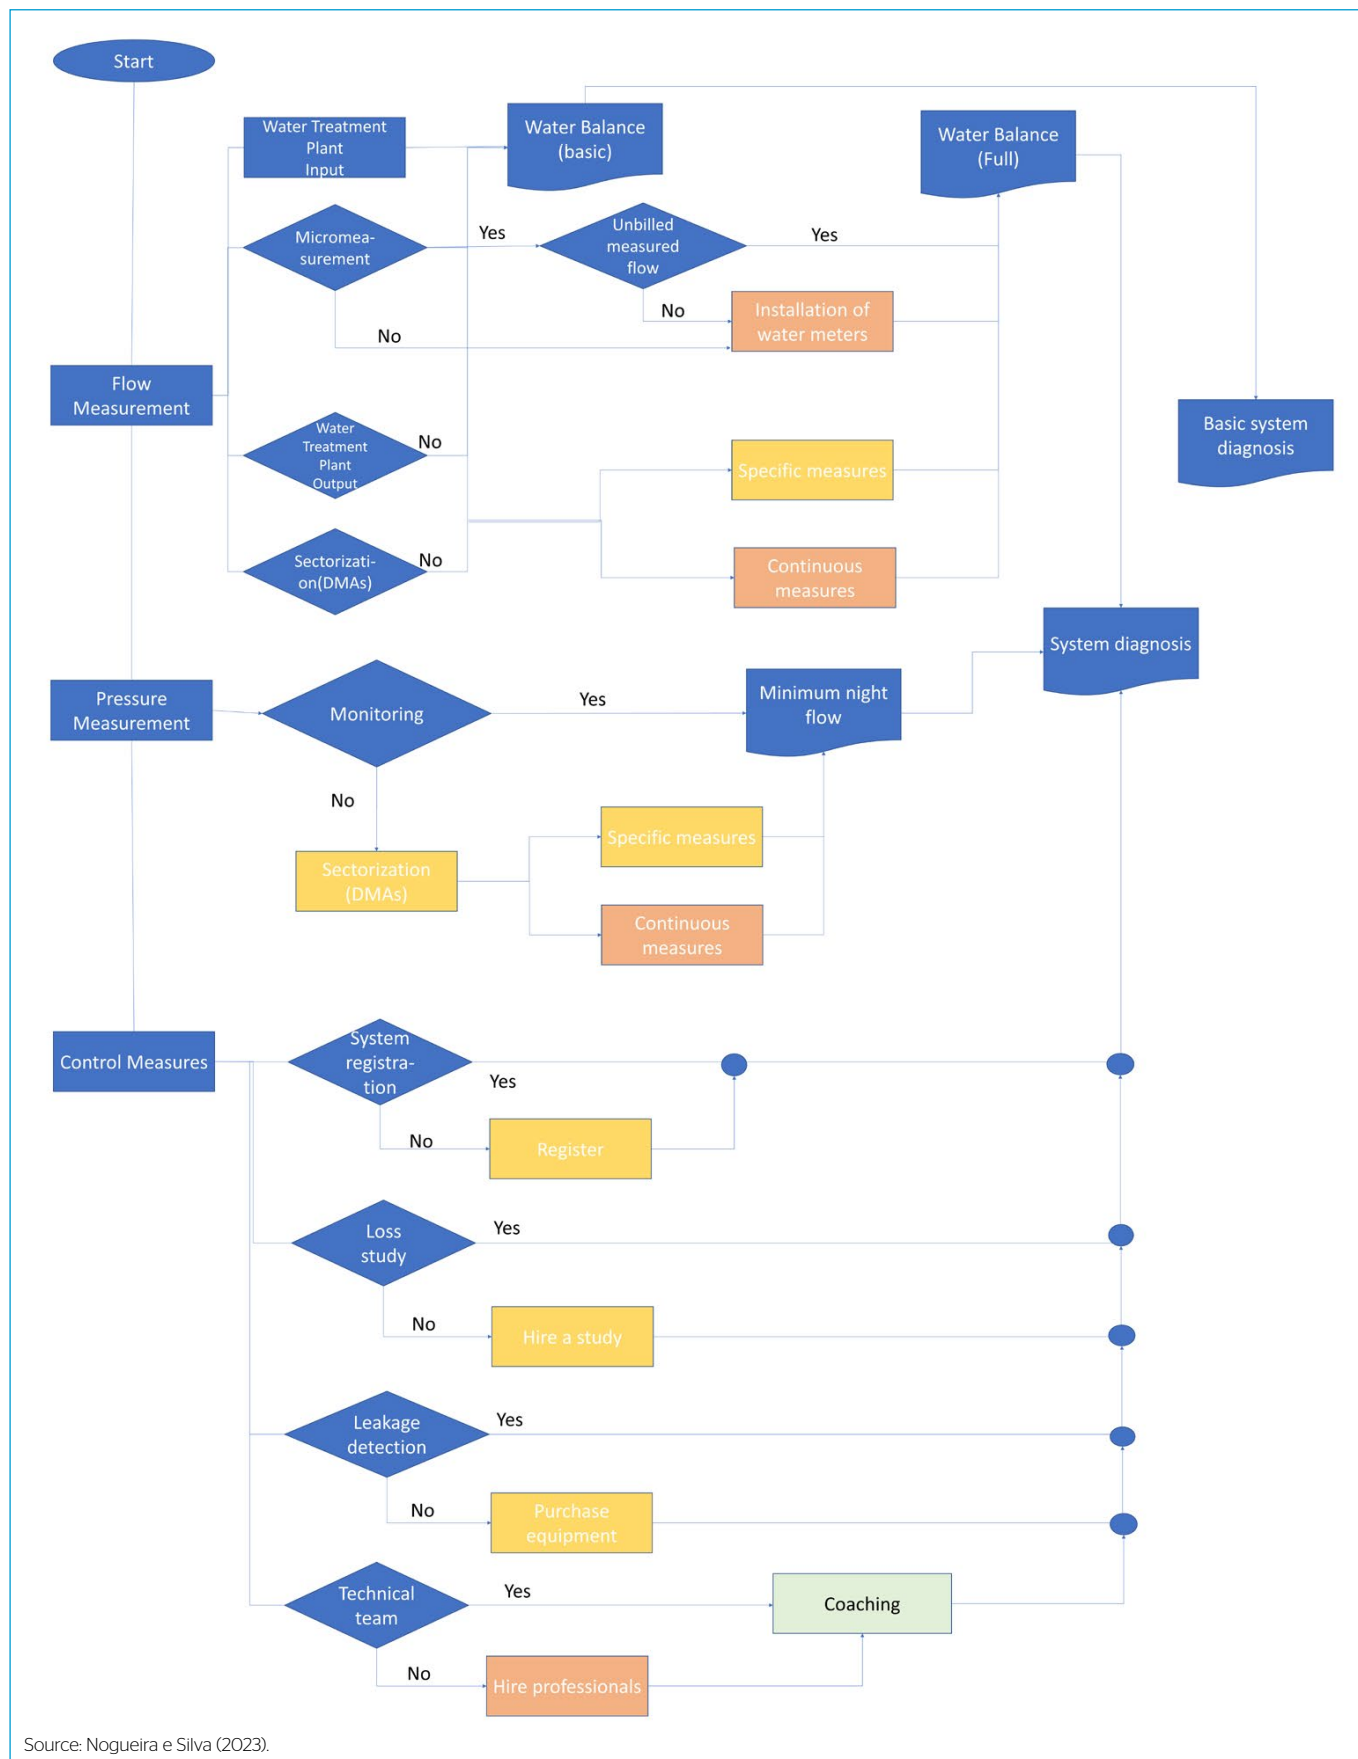 Start
Water Treatment
Plant
Input
Water Balance
(basic)
Water Balance
(Full)
Micromea-
surement
Yes
Unbilled
measured
flow
Yes
No
Installation of
water meters
No
Flow
Measurement
Water
Treatment
Plant
Output
No
Specific measures
Basic system
diagnosis
Sectorizati-
on(DMAs)
No
Continuous
measures
System diagnosis
Pressure
Measurement
Monitoring
Yes
Minimum night
flow
No
Specific measures
Sectorization
(DMAs)
Continuous
measures
Control Measures
System
registra-
tion
Yes
No
Register
Loss
study
Yes
No
Hire a study
Leakage
detection
Yes
No
Purchase
equipment
Technical
team
Yes
Coaching
No
Hire professionals
Source: Nogueira e Silva (2023).